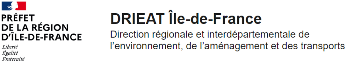 PRÉFET
DE LA RÉGION
D'ÎLE-DE-FRANCE
Liberté
Égalité
Fraternité
DRIEAT Île-de-France
Direction régionale et interdépartementale de
l'environnement, de l'aménagement et des transports